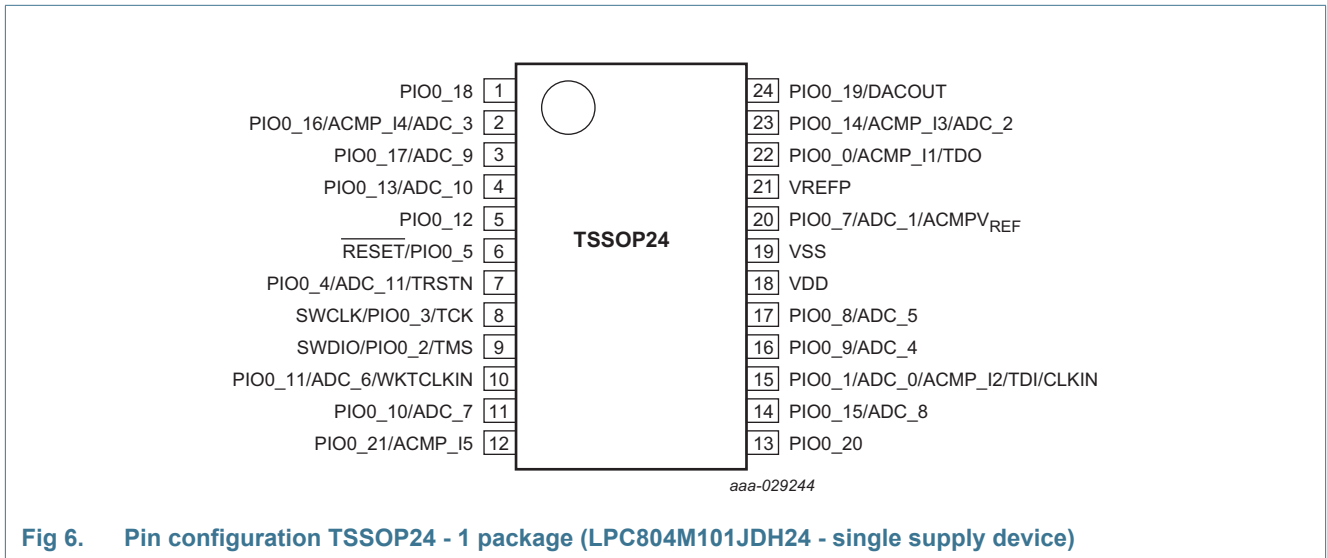 PIO0_18 1
PIO0_16/ACMP_I4/ADC_3 2
PIO0_17/ADC_9 3
PIO0_13/ADC_10 4
PIO0_12 5
RESET/PIO0_5 6
PIO0_4/ADC_11/TRSTN 7
SWCLK/PIO0_3/TCK 8
SWDIO/PIO0_2/TMS 9
PIO0_11/ADC_6/WKTCLKIN 10
PIO0_10/ADC_7 11
PIO0_21/ACMP_I5 12
TSSOP24
24 PIO0_19/DACOUT
23 PIO0_14/ACMP_I3/ADC_2
22 PIO0_0/ACMP_I1/TDO
21 VREFP
20 PIO0_7/ADC_1/ACMPVREF
19 VSS
18 VDD
17 PIO0_8/ADC_5
16 PIO0_9/ADC_4
15 PIO0_1/ADC_0/ACMP_I2/TDI/CLKIN
14 PIO0_15/ADC_8
13 PIO0_20
aaa-029244
Fig 6. Pin configuration TSSOP24 - 1 package (LPC804M101JDH24 - single supply device)